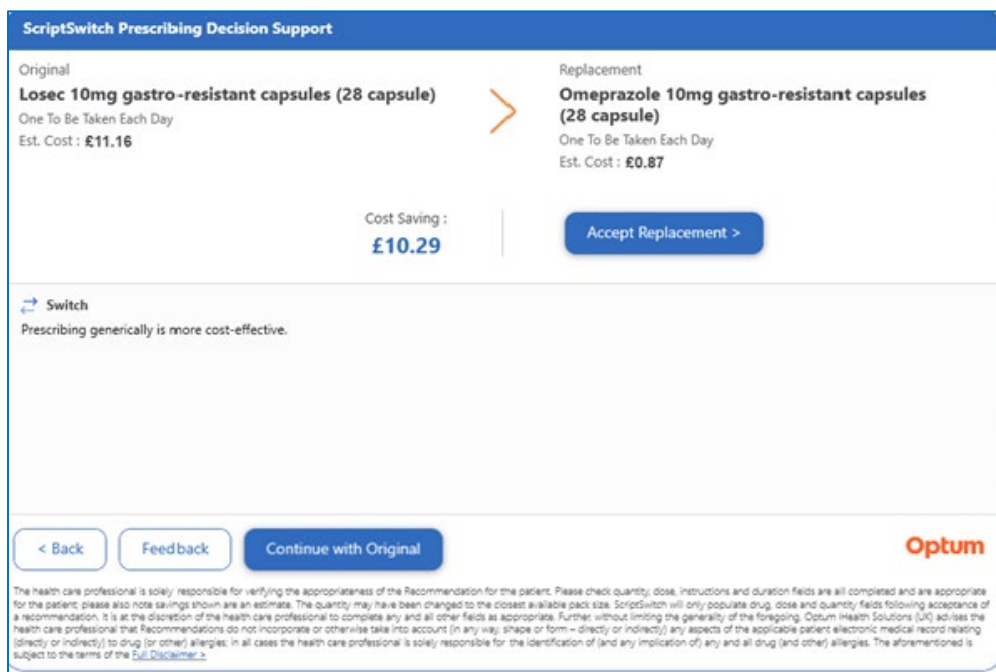 ScriptSwitch Prescribing Decision Support
Original
Losec 10mg gastro-resistant capsules (28 capsule)
One To Be Taken Each Day
Est. Cost : £11.16
Replacement
Omeprazole 10mg gastro-resistant capsules
(28 capsule)
One To Be Taken Each Day
Est. Cost : £0.87
Cost Saving :
£10.29
Accept Replacement >
Switch
Prescribing generically is more cost-effective.
< Back
Feedback
Continue with Original
Optum
The health care professional is solely responsible for verifying the appropriateness of the Recommendation for the patient. Please check quantity, dose, instructions and duration fields are all completed and are appropriate
for the patient; please also note savings shown are an estimate. The quantity may have been changed to the closest available pack size. ScriptSwitch will only populate drug, dose and quantity fields following acceptance of
a recommendation. It is at the discretion of the health care professional to complete any and all other fields as appropriate. Further, without limiting the generality of the foregoing, Optum Health Solutions (UK) advises the
health care professional that Recommendations do not incorporate or otherwise take into account (in any way, shape or form – directly or indirectly) any aspects of the applicable patient electronic medical record relating
(directly or indirectly) to drug (or other) allergies; in all cases the health care professional is solely responsible for the identification of (and any implication of) any and all drug (and other) allergies. The aforementioned is
subject to the terms of the Full Disclaimer >